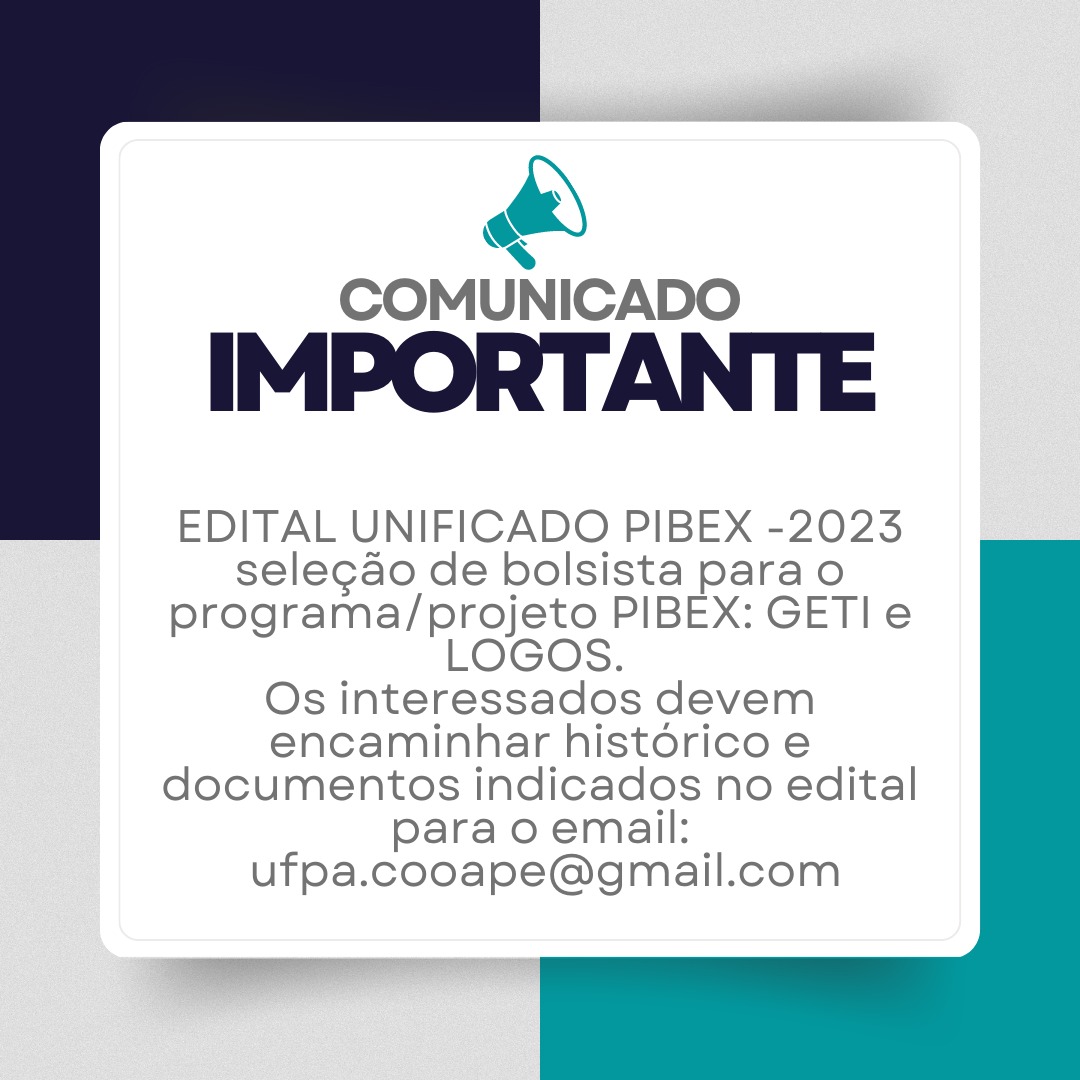 COMUNICADO
IMPORTANTE
EDITAL UNIFICADO PIBEX -2023
seleção de bolsista para o
programa/projeto PIBEX: GETI e
LOGOS.
Os interessados devem
encaminhar histórico e
documentos indicados no edital
para o email:
ufpa.cooape@gmail.com